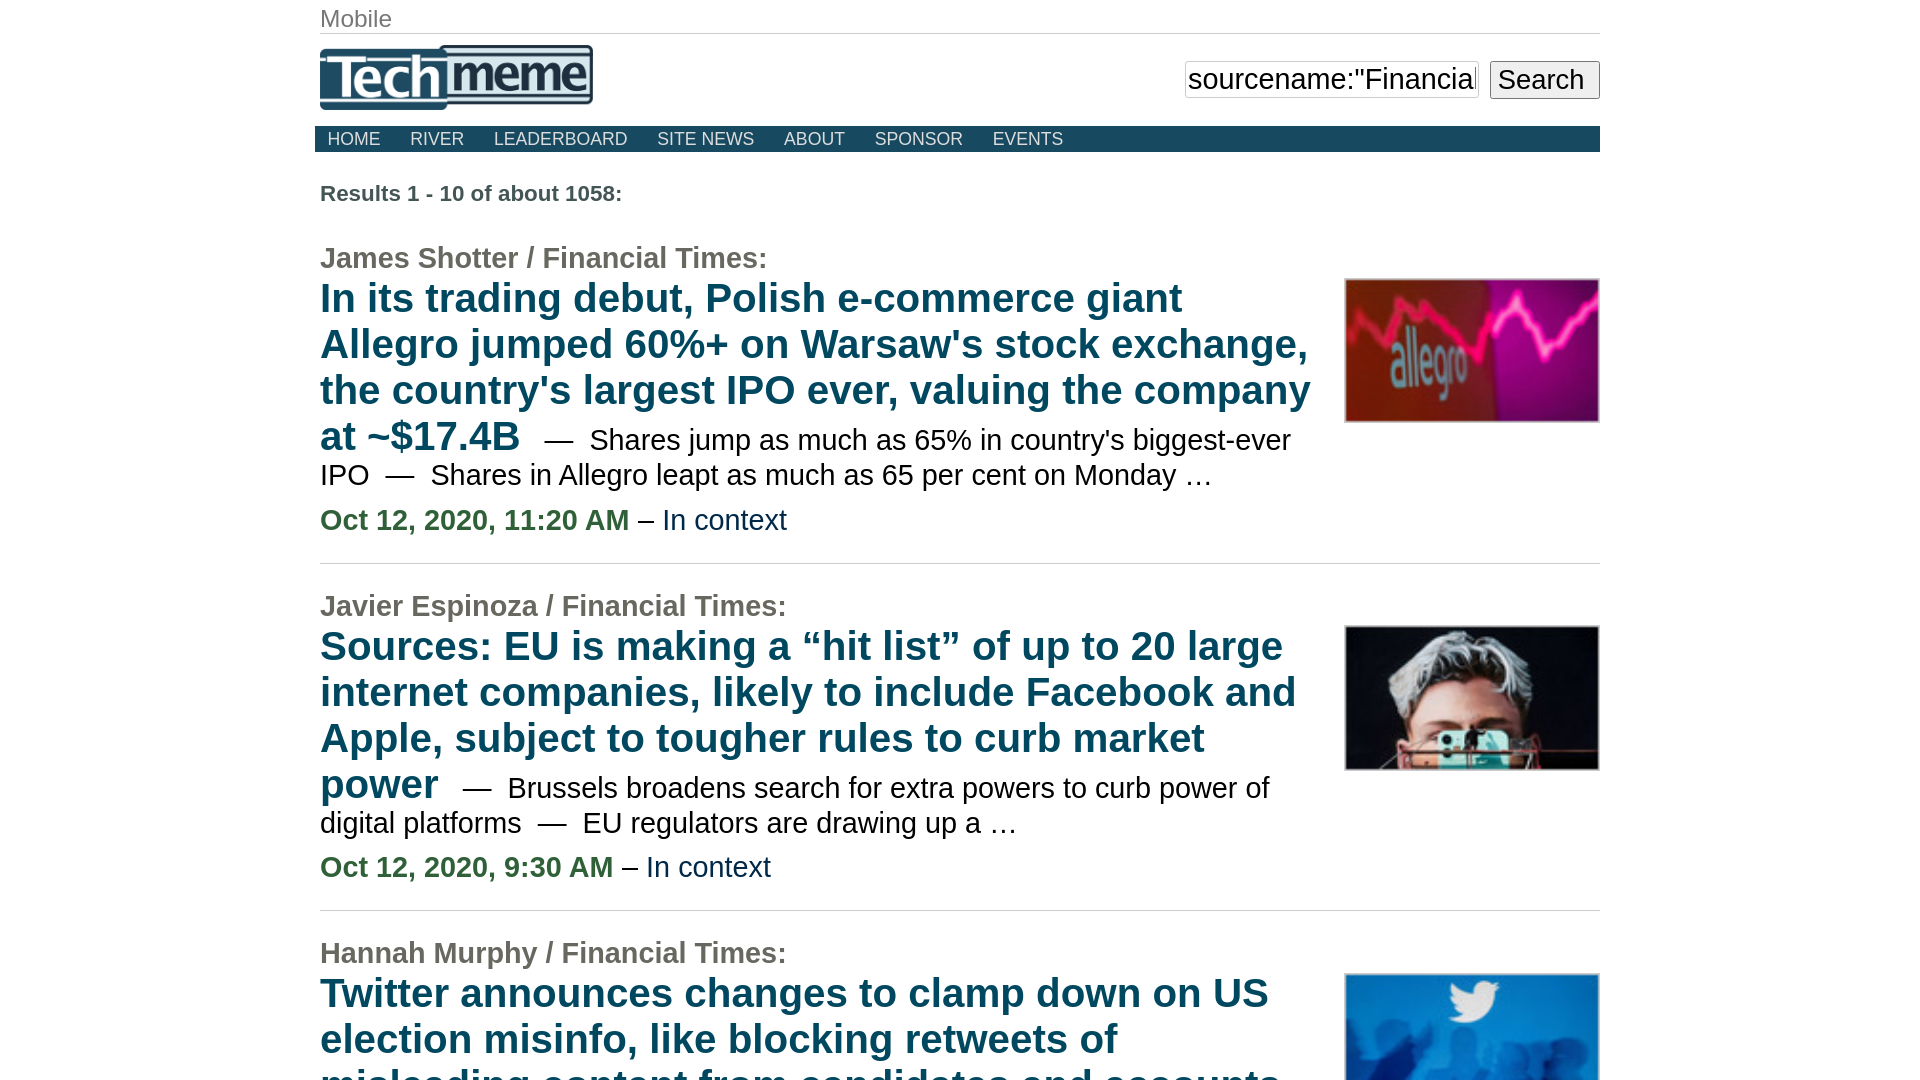 Mobile
Techmeme
sourcename:"Financial
Search
HOME RIVER LEADERBOARD SITE NEWS ABOUT SPONSOR EVENTS
Results 1 - 10 of about 1058:
James Shotter / Financial Times:
In its trading debut, Polish e-commerce giant
Allegro jumped 60%+ on Warsaw's stock exchange,
the country's largest IPO ever, valuing the company
at ~$17.4B — Shares jump as much as 65% in country's biggest-ever
IPO — Shares in Allegro leapt as much as 65 per cent on Monday …
Oct 12, 2020, 11:20 AM – In context
allegro
Javier Espinoza / Financial Times:
Sources: EU is making a “hit list” of up to 20 large
internet companies, likely to include Facebook and
Apple, subject to tougher rules to curb market
power — Brussels broadens search for extra powers to curb power of
digital platforms — EU regulators are drawing up a …
Oct 12, 2020, 9:30 AM – In context
Hannah Murphy / Financial Times:
Twitter announces changes to clamp down on US
election misinfo, like blocking retweets of
misleading content from candidates and accounts